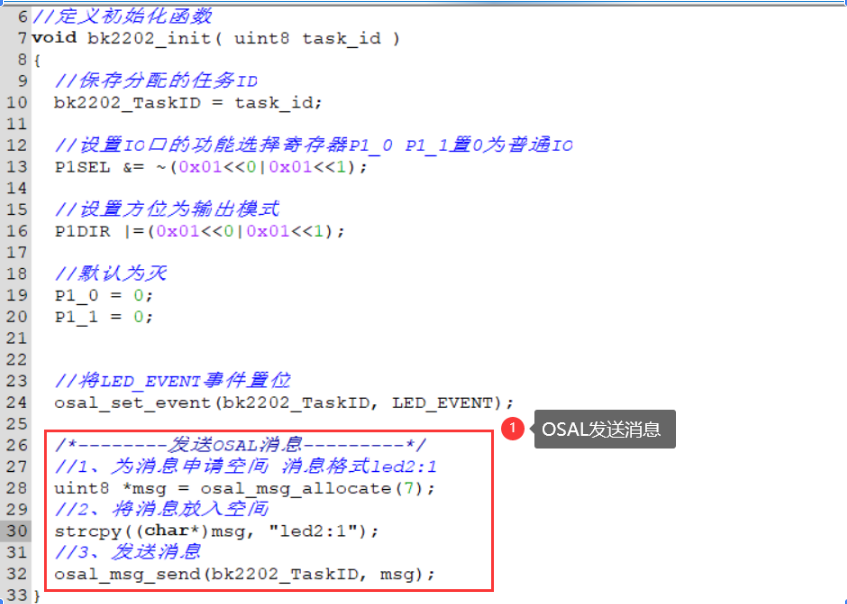 6 //定义初始化函数
7 void bk2202_init( uint8 task_id )
8 {
9 //保存分配的任务ID
10 bk2202_TaskID = task_id;
11
12 //设置IO口的功能选择寄存器P1_0 P1_1置0为普通IO
13 P1SEL &= ~(0x01<<0|0x01<<1);
14
15 //设置方位为输出模式
16 P1DIR |=(0x01<<0|0x01<<1);
17
18 //默认为灭
19 P1_0 = 0;
20 P1_1 = 0;
21
22
23 //将LED_EVENT事件置位
24 osal_set_event(bk2202_TaskID, LED_EVENT);
25
1 OSAL发送消息
26 /*--------发送OSAL消息---------*/
27 //1、为消息申请空间 消息格式led2:1
28 uint8 *msg = osal_msg_allocate(7);
29 //2、将消息放入空间
30 strcpy((char*)msg, "led2:1");
31 //3、发送消息
32 osal_msg_send(bk2202_TaskID, msg);
33 }